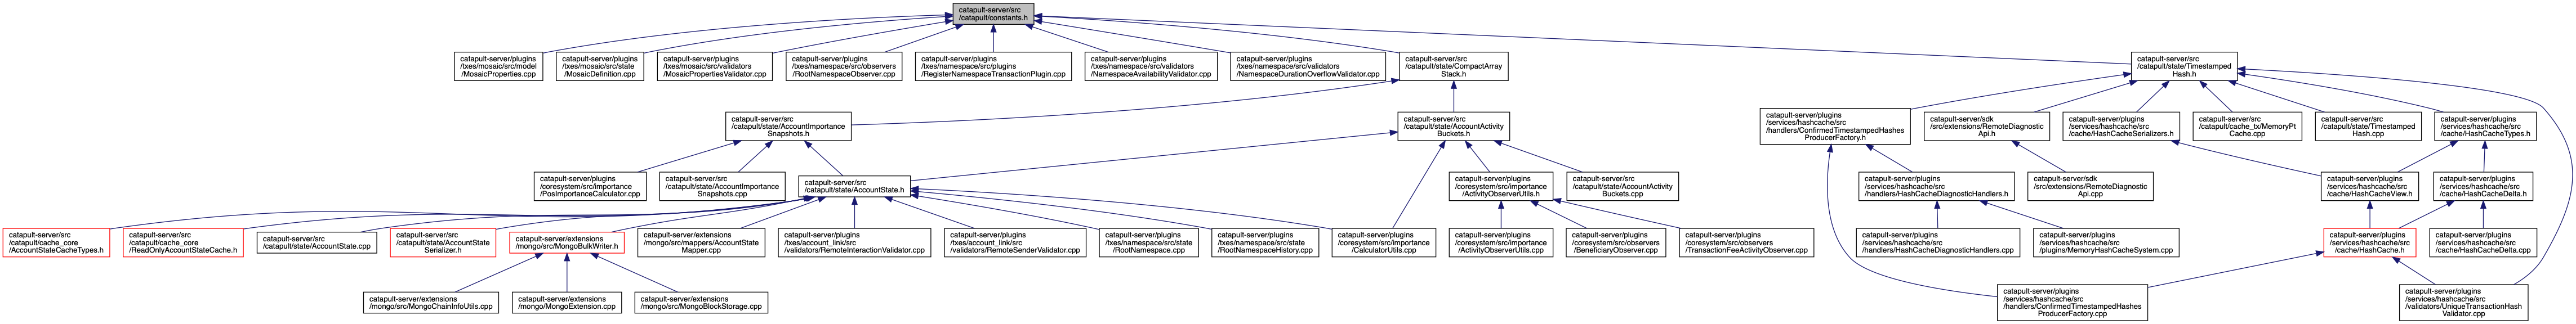 catapult-server/src
/catapult/constants.h
catapult-server/plugins
/txes/mosaic/src/model
/MosaicProperties.cpp
catapult-server/plugins
/txes/mosaic/src/state
/MosaicDefinition.cpp
catapult-server/plugins
/txes/mosaic/src/validators
/MosaicPropertiesValidator.cpp
catapult-server/plugins
/txes/namespace/src/observers
/RootNamespaceObserver.cpp
catapult-server/plugins
/txes/namespace/src/plugins
/RegisterNamespaceTransactionPlugin.cpp
catapult-server/plugins
/txes/namespace/src/validators
/NamespaceAvailabilityValidator.cpp
catapult-server/plugins
/txes/namespace/src/validators
/NamespaceDurationOverflowValidator.cpp
catapult-server/src
/catapult/state/CompactArray
Stack.h
catapult-server/src
/catapult/state/Timestamped
Hash.h
catapult-server/src
/catapult/state/AccountImportance
Snapshots.h
catapult-server/src
/catapult/state/AccountActivity
Buckets.h
catapult-server/plugins
/services/hashcache/src
/handlers/ConfirmedTimestampedHashes
ProducerFactory.h
catapult-server/sdk
/src/extensions/RemoteDiagnostic
Api.h
catapult-server/plugins
/services/hashcache/src
/cache/HashCacheSerializers.h
catapult-server/src
/catapult/cache_tx/MemoryPt
Cache.cpp
catapult-server/src
/catapult/state/Timestamped
Hash.cpp
catapult-server/plugins
/services/hashcache/src
/cache/HashCacheTypes.h
catapult-server/plugins
/coresystem/src/importance
/PosImportanceCalculator.cpp
catapult-server/src
/catapult/state/AccountImportance
Snapshots.cpp
catapult-server/src
/catapult/state/AccountState.h
catapult-server/plugins
/coresystem/src/importance
/ActivityObserverUtils.h
catapult-server/src
/catapult/state/AccountActivity
Buckets.cpp
catapult-server/plugins
/services/hashcache/src
/handlers/HashCacheDiagnosticHandlers.h
catapult-server/sdk
/src/extensions/RemoteDiagnostic
Api.cpp
catapult-server/plugins
/services/hashcache/src
/cache/HashCacheView.h
catapult-server/plugins
/services/hashcache/src
/cache/HashCacheDelta.h
catapult-server/src
/catapult/cache_core
/AccountStateCacheTypes.h
catapult-server/src
/catapult/cache_core
/ReadOnlyAccountStateCache.h
catapult-server/src
/catapult/state/AccountState.cpp
catapult-server/src
/catapult/state/AccountState
Serializer.h
catapult-server/extensions
/mongo/src/MongoBulkWriter.h
catapult-server/extensions
/mongo/src/mappers/AccountState
Mapper.cpp
catapult-server/plugins
/txes/account_link/src
/validators/RemoteInteractionValidator.cpp
catapult-server/plugins
/txes/account_link/src
/validators/RemoteSenderValidator.cpp
catapult-server/plugins
/txes/namespace/src/state
/RootNamespace.cpp
catapult-server/plugins
/txes/namespace/src/state
/RootNamespaceHistory.cpp
catapult-server/plugins
/coresystem/src/importance
/CalculatorUtils.cpp
catapult-server/plugins
/coresystem/src/importance
/ActivityObserverUtils.cpp
catapult-server/plugins
/coresystem/src/observers
/BeneficiaryObserver.cpp
catapult-server/plugins
/coresystem/src/observers
/TransactionFeeActivityObserver.cpp
catapult-server/plugins
/services/hashcache/src
/handlers/HashCacheDiagnosticHandlers.cpp
catapult-server/plugins
/services/hashcache/src
/plugins/MemoryHashCacheSystem.cpp
catapult-server/plugins
/services/hashcache/src
/cache/HashCache.h
catapult-server/plugins
/services/hashcache/src
/cache/HashCacheDelta.cpp
catapult-server/extensions
/mongo/src/MongoChainInfoUtils.cpp
catapult-server/extensions
/mongo/MongoExtension.cpp
catapult-server/extensions
/mongo/src/MongoBlockStorage.cpp
catapult-server/plugins
/services/hashcache/src
/handlers/ConfirmedTimestampedHashes
ProducerFactory.cpp
catapult-server/plugins
/services/hashcache/src
/validators/UniqueTransactionHash
Validator.cpp